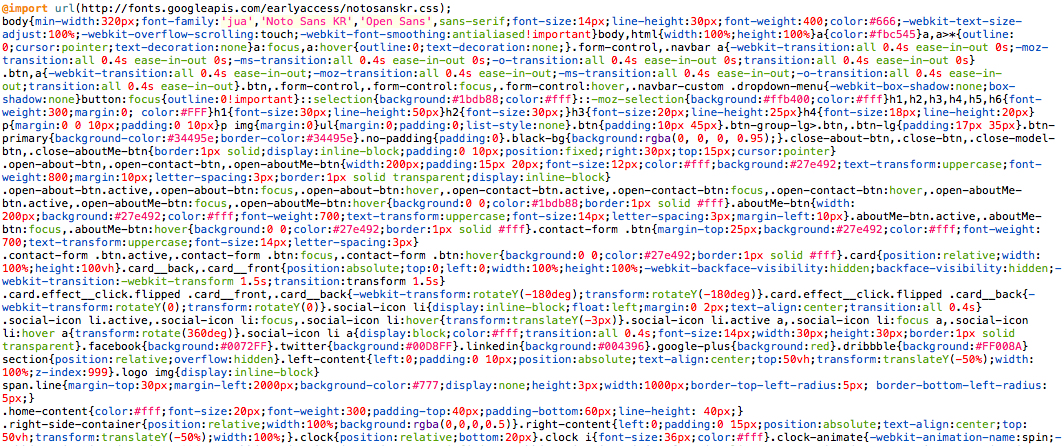 @import url(http://fonts.googleapis.com/earlyaccess/notosanskr.css);
body{min-width:320px;font-family:'jua','Noto Sans KR','Open Sans',sans-serif;font-size:14px;line-height:30px;font-weight:400;color:#666;-webkit-text-size-
adjust:100%;-webkit-overflow-scrolling:touch;-webkit-font-smoothing:antialiased!important}body,html{width:100%;height:100%}a{color:#fbc545}a,a>*{outline:
0;cursor:pointer;text-decoration:none}a:focus,a:hover{outline:0;text-decoration:none;}.form-control,.navbar a{-webkit-transition:all 0.4s ease-in-out 0s;-moz-
transition:all 0.4s ease-in-out 0s;-ms-transition:all 0.4s ease-in-out 0s;-o-transition:all 0.4s ease-in-out 0s;transition:all 0.4s ease-in-out 0s}
.btn,a{-webkit-transition:all 0.4s ease-in-out;-moz-transition:all 0.4s ease-in-out;-ms-transition:all 0.4s ease-in-out;-o-transition:all 0.4s ease-in-
out;transition:all 0.4s ease-in-out}.btn,.form-control,.form-control:focus,.form-control:hover,.navbar-custom .dropdown-menu{-webkit-box-shadow:none;box-
shadow:none}button:focus{outline:0!important}::selection{background:#1bdb88;color:#fff}::-moz-selection{background:#ffb400;color:#fff}h1,h2,h3,h4,h5,h6{font-
weight:300;margin:0; color:#FFF}h1{font-size:30px;line-height:50px}h2{font-size:30px;}h3{font-size:20px;line-height:25px}h4{font-size:18px;line-height:20px}
p{margin:0 0 10px;padding:0 10px}p img{margin:0}ul{margin:0;padding:0;list-style:none}.btn{padding:10px 45px}.btn-group-lg>.btn,.btn-lg{padding:17px 35px}.btn-
primary{background-color:#34495e;border-color:#34495e}.no-padding{padding:0}.black-bg{background:rgba(0, 0, 0, 0.95);}.close-about-btn,.close-btn,.close-model-
btn,.close-aboutMe-btn{border:1px solid;display:inline-block;padding:0 10px;position:fixed;right:30px;top:15px;cursor:pointer}
.open-about-btn,.open-contact-btn,.open-aboutMe-btn{width:200px;padding:15px 20px;font-size:12px;color:#fff;background:#27e492;text-transform:uppercase;font-
weight:800;margin:10px;letter-spacing:3px;border:1px solid transparent;display:inline-block}
.open-about-btn.active,.open-about-btn:focus,.open-about-btn:hover,.open-contact-btn.active,.open-contact-btn:focus,.open-contact-btn:hover,.open-aboutMe-
btn.active,.open-aboutMe-btn:focus,.open-aboutMe-btn:hover{background:0 0;color:#1bdb88;border:1px solid #fff}.aboutMe-btn{width:
200px;background:#27e492;color:#fff;font-weight:700;text-transform:uppercase;font-size:14px;letter-spacing:3px;margin-left:10px}.aboutMe-btn.active,.aboutMe-
btn:focus,.aboutMe-btn:hover{background:0 0;color:#27e492;border:1px solid #fff}.contact-form .btn{margin-top:25px;background:#27e492;color:#fff;font-weight:
700;text-transform:uppercase;font-size:14px;letter-spacing:3px}
.contact-form .btn.active,.contact-form .btn:focus,.contact-form .btn:hover{background:0 0;color:#27e492;border:1px solid #fff}.card{position:relative;width:
100%;height:100vh}.card__back,.card__front{position:absolute;top:0;left:0;width:100%;height:100%;-webkit-backface-visibility:hidden;backface-visibility:hidden;-
webkit-transition:-webkit-transform 1.5s;transition:transform 1.5s}
.card.effect__click.flipped .card__front,.card__back{-webkit-transform:rotateY(-180deg);transform:rotateY(-180deg)}.card.effect__click.flipped .card__back{-
webkit-transform:rotateY(0);transform:rotateY(0)}.social-icon li{display:inline-block;float:left;margin:0 2px;text-align:center;transition:all 0.4s}
.social-icon li.active,.social-icon li:focus,.social-icon li:hover{transform:translateY(-3px)}.social-icon li.active a,.social-icon li:focus a,.social-icon
li:hover a{transform:rotate(360deg)}.social-icon li a{display:block;color:#fff;transition:all 0.4s;font-size:14px;width:30px;height:30px;border:1px solid
transparent}.facebook{background:#0072FF}.twitter{background:#00D8FF}.linkedin{background:#004396}.google-plus{background:red}.dribbble{background:#FF008A}
section{position:relative;overflow:hidden}.left-content{left:0;padding:0 10px;position:absolute;text-align:center;top:50vh;transform:translateY(-50%);width:
100%;z-index:999}.logo img{display:inline-block}
span.line{margin-top:30px;margin-left:2000px;background-color:#777;display:none;height:3px;width:1000px;border-top-left-radius:5px; border-bottom-left-radius:
5px;}
.home-content{color:#fff;font-size:20px;font-weight:300;padding-top:40px;padding-bottom:60px;line-height: 40px;}
.right-side-container{position:relative;width:100%;background:rgba(0,0,0,0.5)}.right-content{left:0;padding:0 15px;position:absolute;text-align:center;top:
50vh;transform:translateY(-50%);width:100%;}.clock{position:relative;bottom:20px}.clock i{font-size:36px;color:#fff}.clock-animate{-webkit-animation-name:spin;-